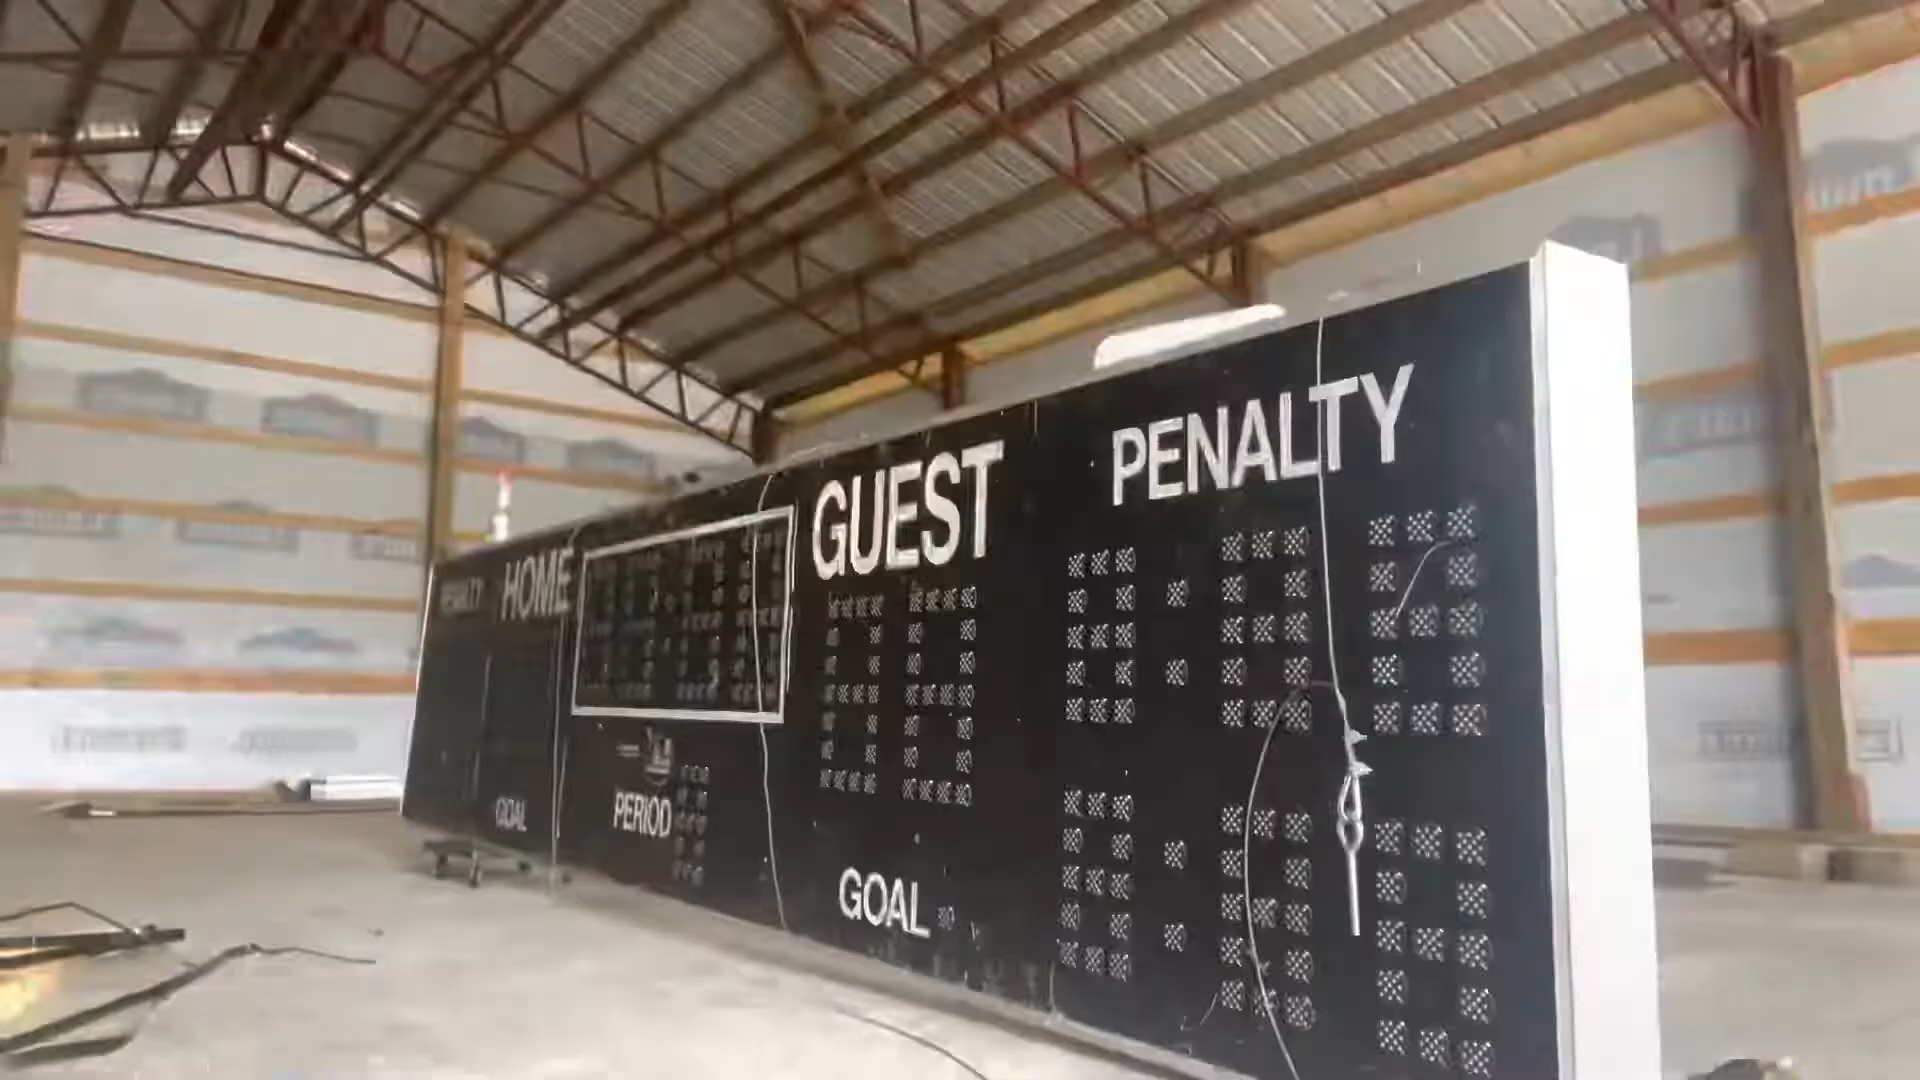 PENALTY
HOME
GUEST
PENALTY
GOAL
PERIOD
GOAL